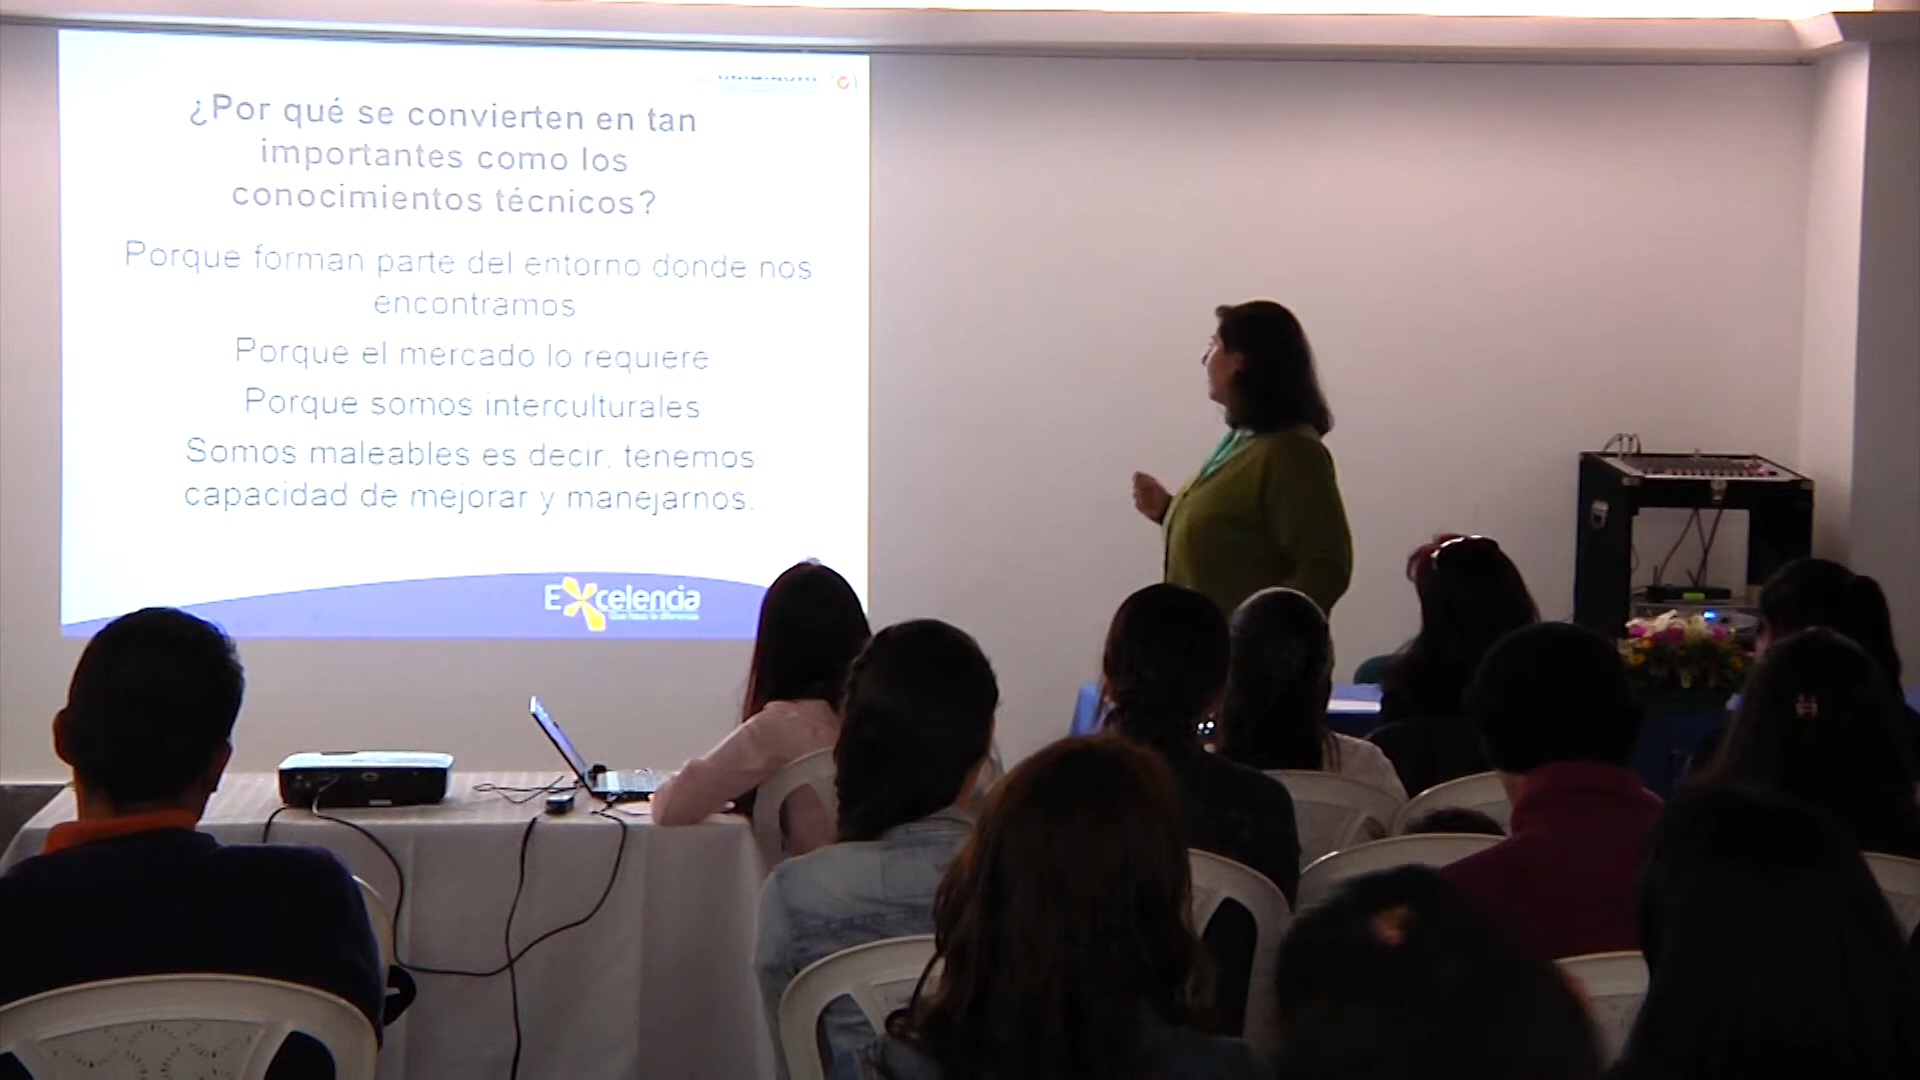 ¿Por qué se convierten en tan
importantes como los
conocimientos técnicos?
Porque forman parte del entorno donde nos
encontramos
Porque el mercado lo requiere
Porque somos interculturales
Somos maleables es decir, tenemos
capacidad de mejorar y manejarnos.
Excelencia